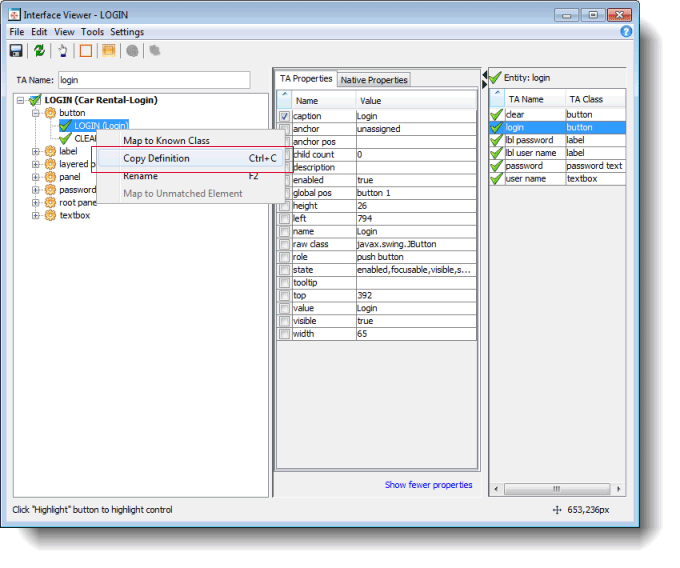 Interface Viewer - LOGIN
File Edit View Tools Settings
TA Name: login
LOGIN (Car Rental-Login)
button
LOGIN (Login)
CLEA
label
layered p
panel
password
root pane
textbox
Map to Known Class
Copy Definition Ctrl+C
Rename F2
Map to Unmatched Element
TA Properties Native Properties
Name Value
caption Login
anchor unassigned
anchor pos
child count 0
description
enabled true
global pos button 1
height 26
left 794
name Login
raw class javax.swing.JButton
role push button
state enabled,focusable,visible,s...
tooltip
top 392
value Login
visible true
width 65
Show fewer properties
Entity: login
TA Name TA Class
clear button
login button
lbl password label
lbl user name label
password password text
user name textbox
Click "Highlight" button to highlight control
653,236px